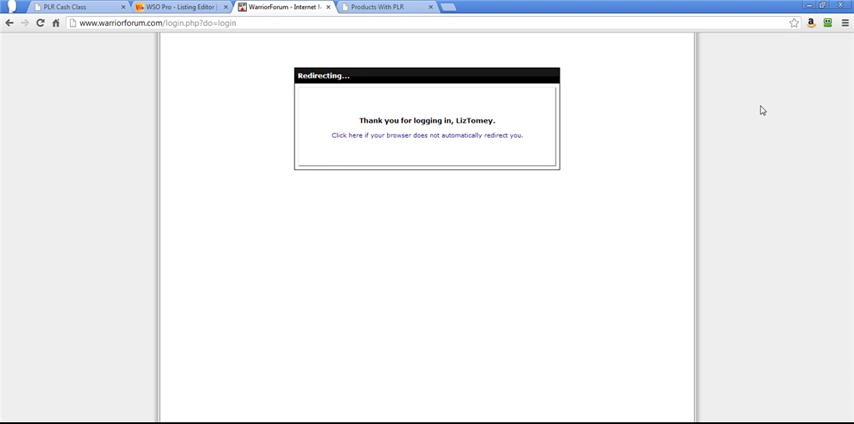 PLR Cash Class
WSO Pro - Listing Editor |
WarriorForum - Internet M
Products With PLR
www.warriorforum.com/login.php?do=login
Redirecting...
Thank you for logging in, LizTomey.
Click here if your browser does not automatically redirect you.